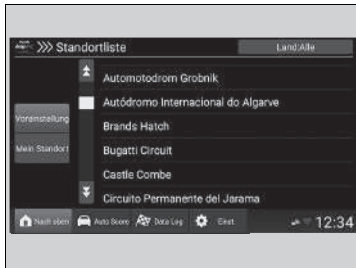 >>> Standortliste
Land:Alle
Automotodrom Grobnik
Autódromo Internacional do Algarve
Voreinstellung
Brands Hatch
Mein Standort
Bugatti Circuit
Castle Combe
Circuito Permanente del Jarama
Nach oben
Auto Score
Data Log
Einst.
12:34